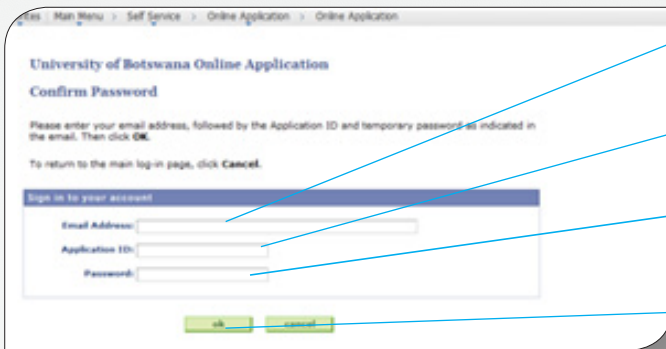 ites | Main Menu > Self Service > Online Application > Online Application
University of Botswana Online Application
Confirm Password
Please enter your email address, followed by the Application ID and temporary password as indicated in
the email. Then click OK.
To return to the main log-in page, click Cancel.
Sign in to your account
Email Address:
Application ID:
Password:
ok cancel